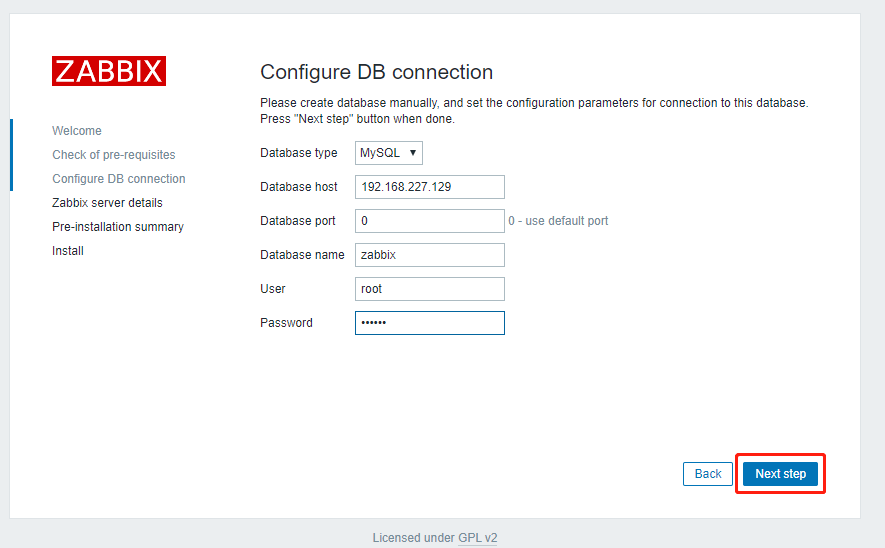 ZABBIX
Welcome
Check of pre-requisites
Configure DB connection
Zabbix server details
Pre-installation summary
Install
Configure DB connection
Please create database manually, and set the configuration parameters for connection to this database.
Press "Next step" button when done.
Database type MySQL ▼
Database host 192.168.227.129
Database port 0 0 - use default port
Database name zabbix
User root
Password ••••••
Back Next step
Licensed under GPL v2